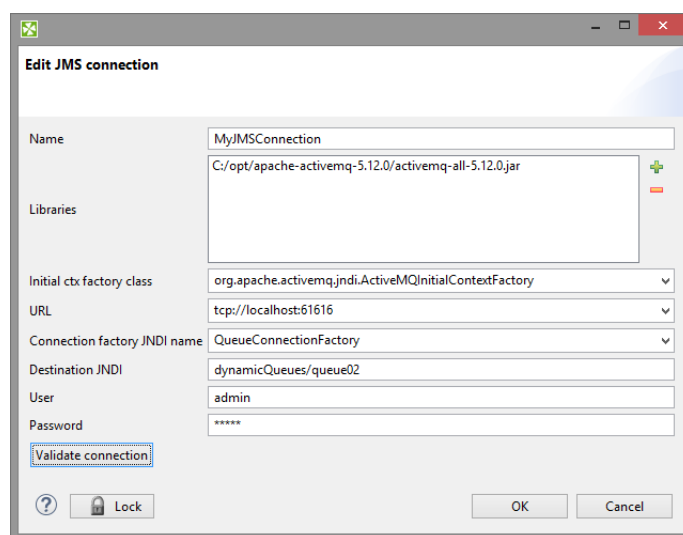 Edit JMS connection
Name MyJMSConnection
C:/opt/apache-activemq-5.12.0/activemq-all-5.12.0.jar
Libraries
Initial ctx factory class org.apache.activemq.jndi.ActiveMQInitialContextFactory
URL tcp://localhost:61616
Connection factory JNDI name QueueConnectionFactory
Destination JNDI dynamicQueues/queue02
User admin
Password *****
Validate connection
? Lock OK Cancel